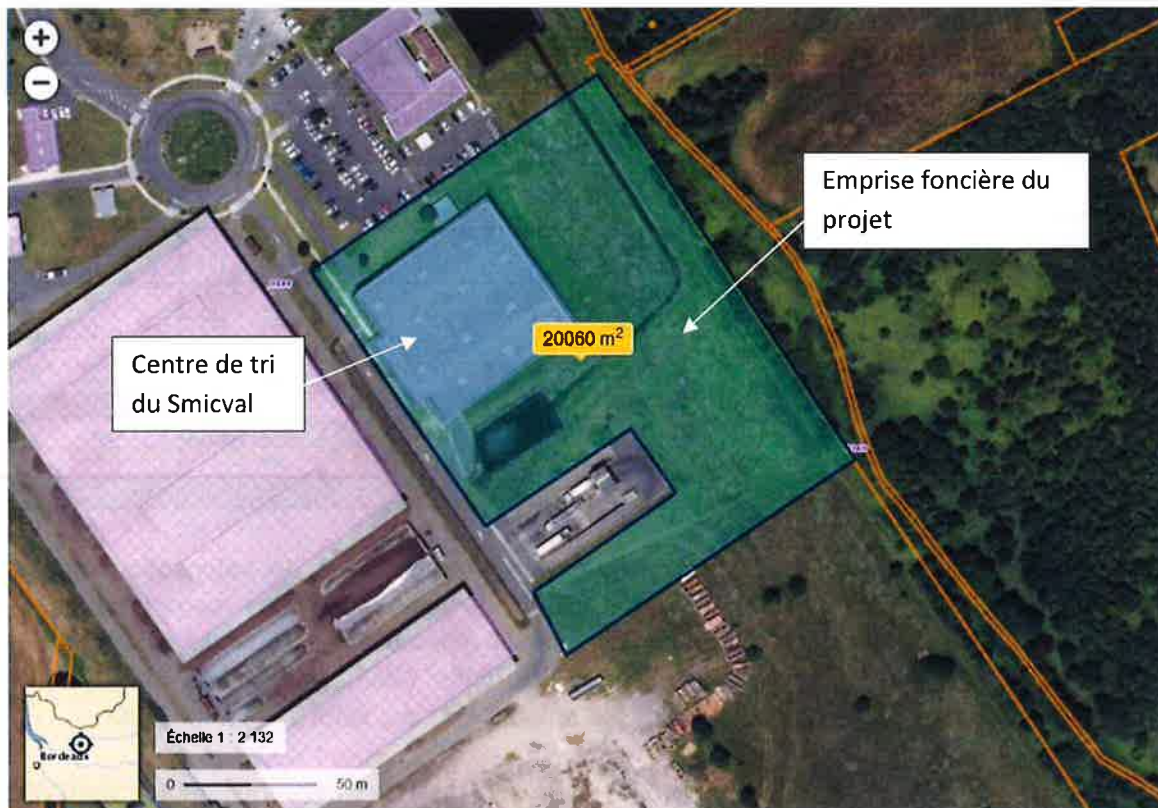 +
−
Emprise foncière du
projet
20060 m²
Centre de tri
du Smicval
Échelle 1 : 2 132
0 50 m
Bordeaux